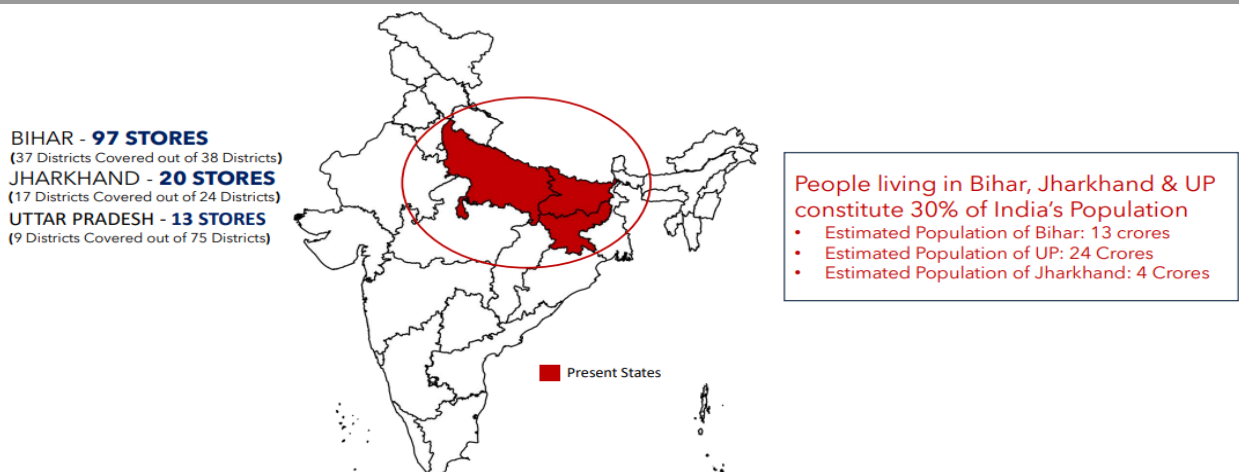 BIHAR - 97 STORES
(37 Districts Covered out of 38 Districts)
JHARKHAND - 20 STORES
(17 Districts Covered out of 24 Districts)
UTTAR PRADESH - 13 STORES
(9 Districts Covered out of 75 Districts)
People living in Bihar, Jharkhand & UP
constitute 30% of India's Population
• Estimated Population of Bihar: 13 crores
• Estimated Population of UP: 24 Crores
• Estimated Population of Jharkhand: 4 Crores
Present States